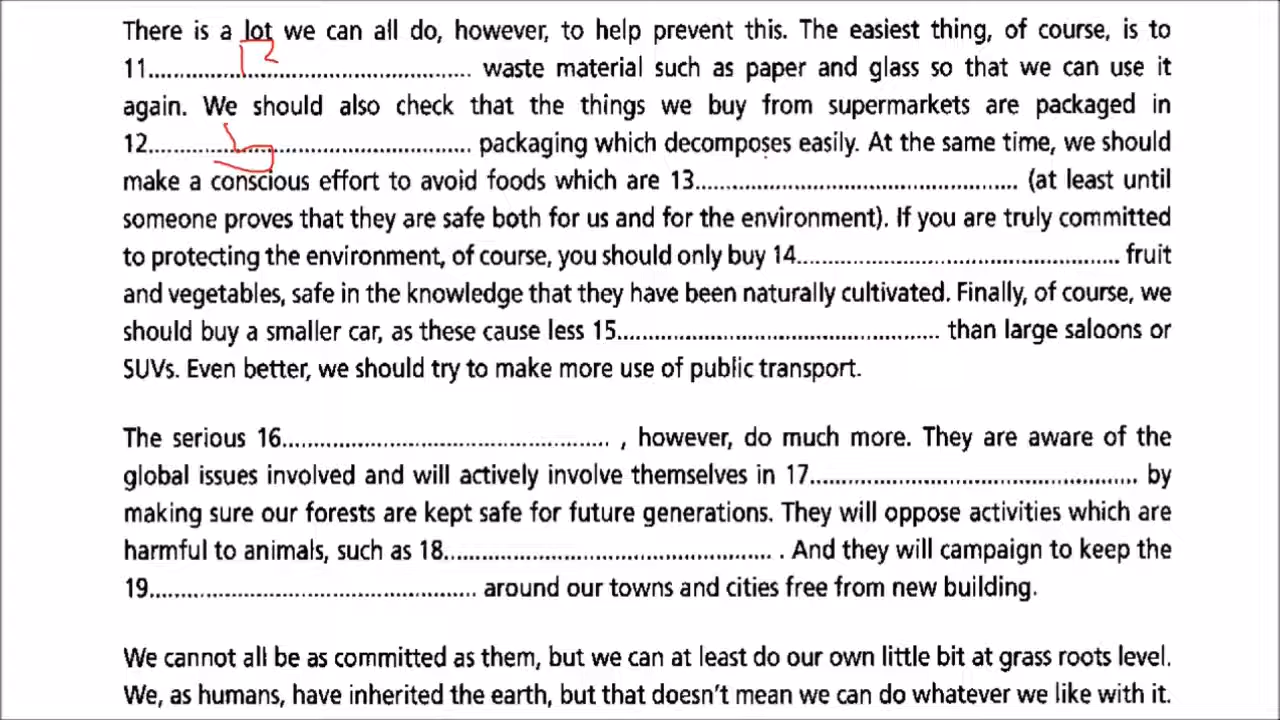 There is a lot we can all do, however, to help prevent this. The easiest thing, of course, is to
11............................................................ waste material such as paper and glass so that we can use it
again. We should also check that the things we buy from supermarkets are packaged in
12............................................................ packaging which decomposes easily. At the same time, we should
make a conscious effort to avoid foods which are 13............................................................ (at least until
someone proves that they are safe both for us and for the environment). If you are truly committed
to protecting the environment, of course, you should only buy 14............................................................ fruit
and vegetables, safe in the knowledge that they have been naturally cultivated. Finally, of course, we
should buy a smaller car, as these cause less 15............................................................ than large saloons or
SUVs. Even better, we should try to make more use of public transport.
The serious 16............................................................ , however, do much more. They are aware of the
global issues involved and will actively involve themselves in 17............................................................ by
making sure our forests are kept safe for future generations. They will oppose activities which are
harmful to animals, such as 18............................................................ . And they will campaign to keep the
19............................................................ around our towns and cities free from new building.
We cannot all be as committed as them, but we can at least do our own little bit at grass roots level.
We, as humans, have inherited the earth, but that doesn't mean we can do whatever we like with it.